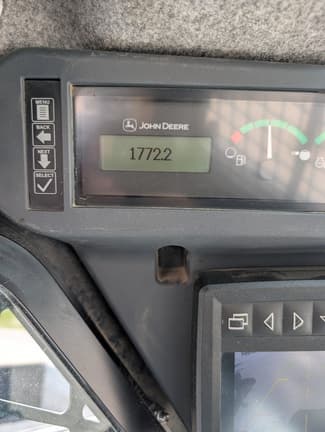 MENU
BACK
NEXT
SELECT
JOHN DEERE
1772.2